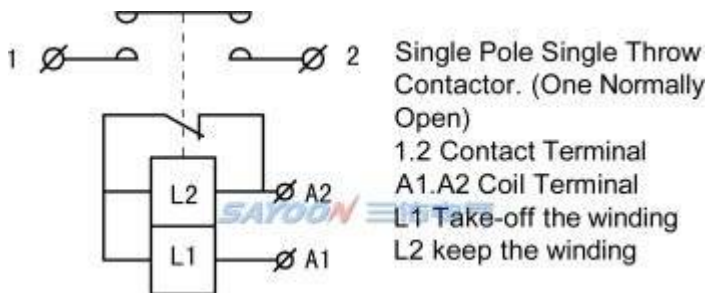 1
2
Single Pole Single Throw
Contactor. (One Normally
Open)
1.2 Contact Terminal
A1.A2 Coil Terminal
L1 Take-off the winding
L2 keep the winding
L2
A2
SAYOON
L1
A1